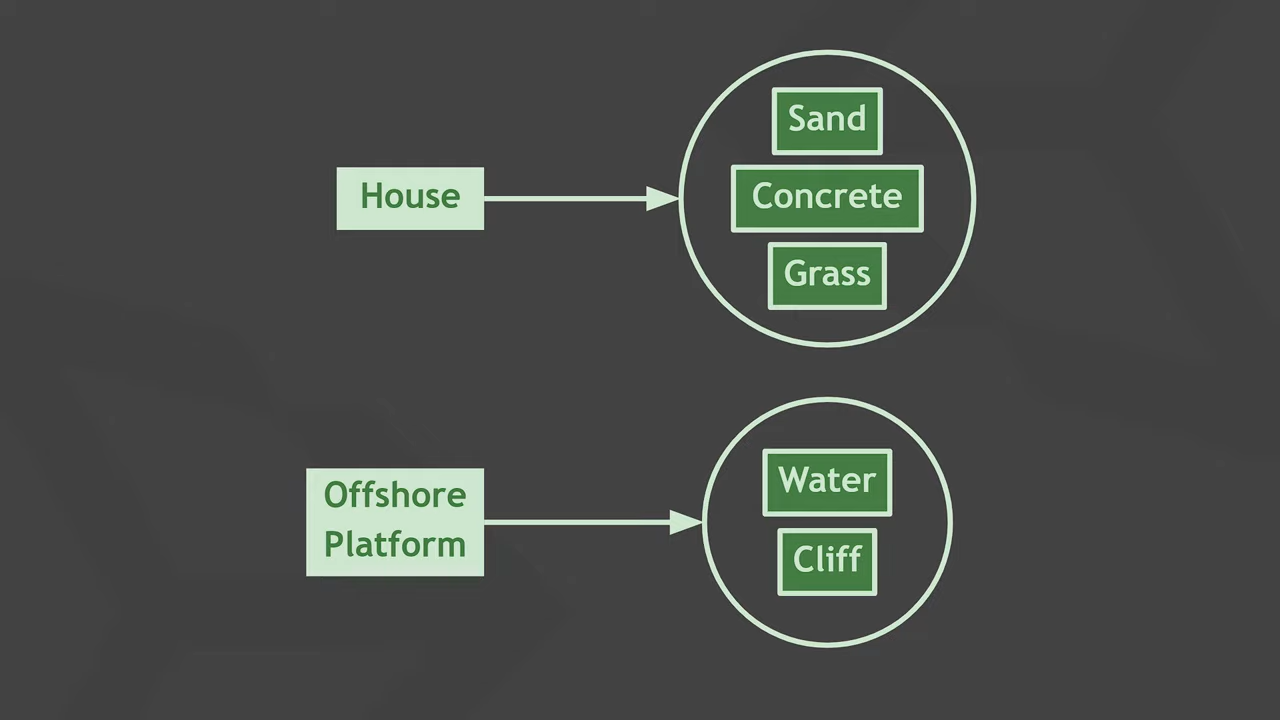 Sand
House
Concrete
Grass
Water
Offshore
Platform
Cliff